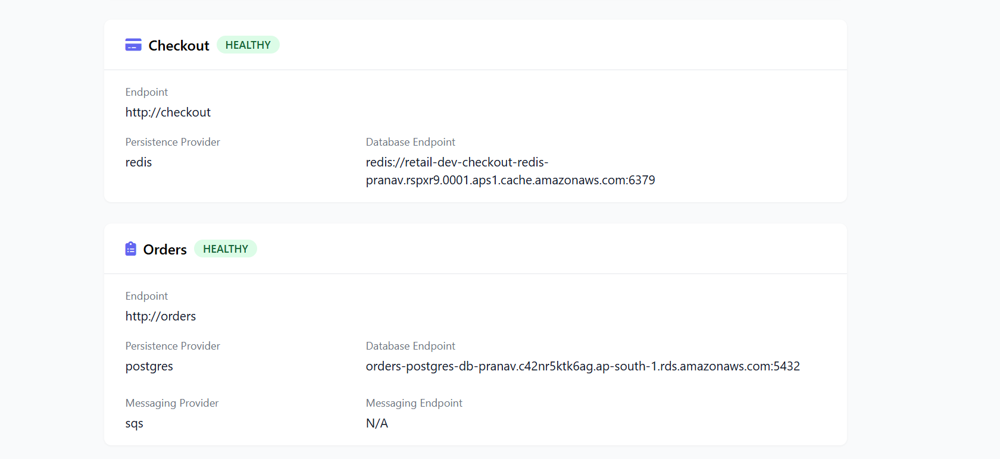 Checkout HEALTHY
Endpoint
http://checkout
Persistence Provider Database Endpoint
redis redis://retail-dev-checkout-redis-
pranav.rspxr9.0001.aps1.cache.amazonaws.com:6379
Orders HEALTHY
Endpoint
http://orders
Persistence Provider Database Endpoint
postgres orders-postgres-db-pranav.c42nr5ktk6ag.ap-south-1.rds.amazonaws.com:5432
Messaging Provider Messaging Endpoint
sqs N/A